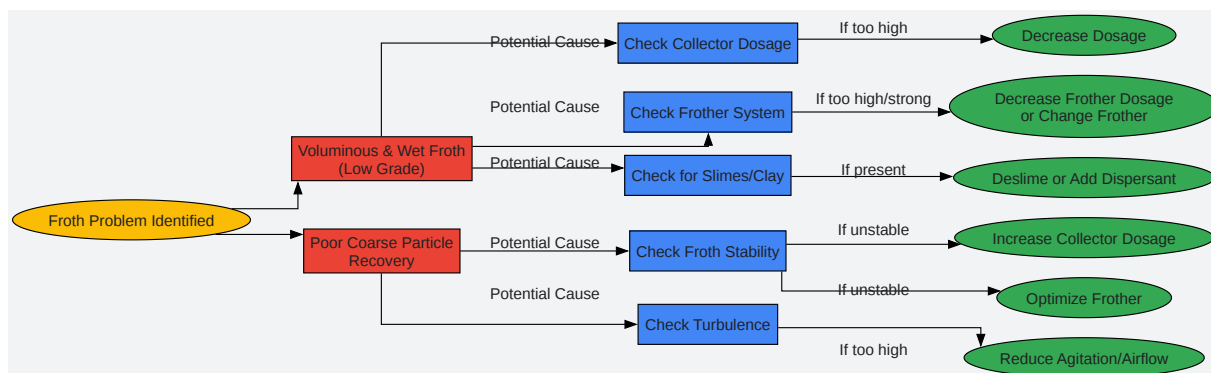 Potential Cause
Check Collector Dosage
If too high
Decrease Dosage
Potential Cause
Check Frother System
If too high/strong
Decrease Frother Dosage
or Change Frother
Voluminous & Wet Froth
(Low Grade)
Potential Cause
Check for Slimes/Clay
If present
Deslime or Add Dispersant
Froth Problem Identified
Poor Coarse Particle
Recovery
Potential Cause
Check Froth Stability
If unstable
Increase Collector Dosage
If unstable
Optimize Frother
Potential Cause
Check Turbulence
If too high
Reduce Agitation/Airflow